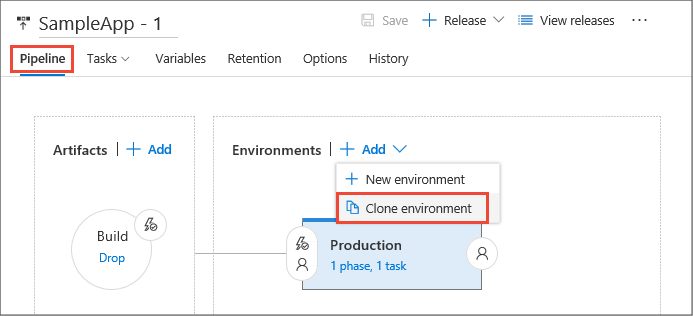 SampleApp - 1
Save
Release
View releases
Pipeline
Tasks
Variables
Retention
Options
History
Artifacts
Add
Environments
Add
New environment
Clone environment
Build
Drop
Production
1 phase, 1 task